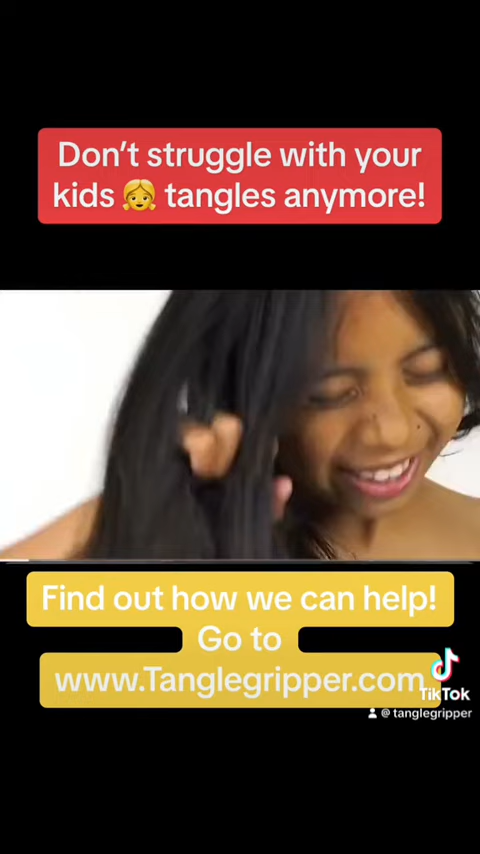 Don't struggle with your
kids 👧 tangles anymore!
Find out how we can help!
Go to
www.Tanglegripper.com
TikTok
@ tanglegripper